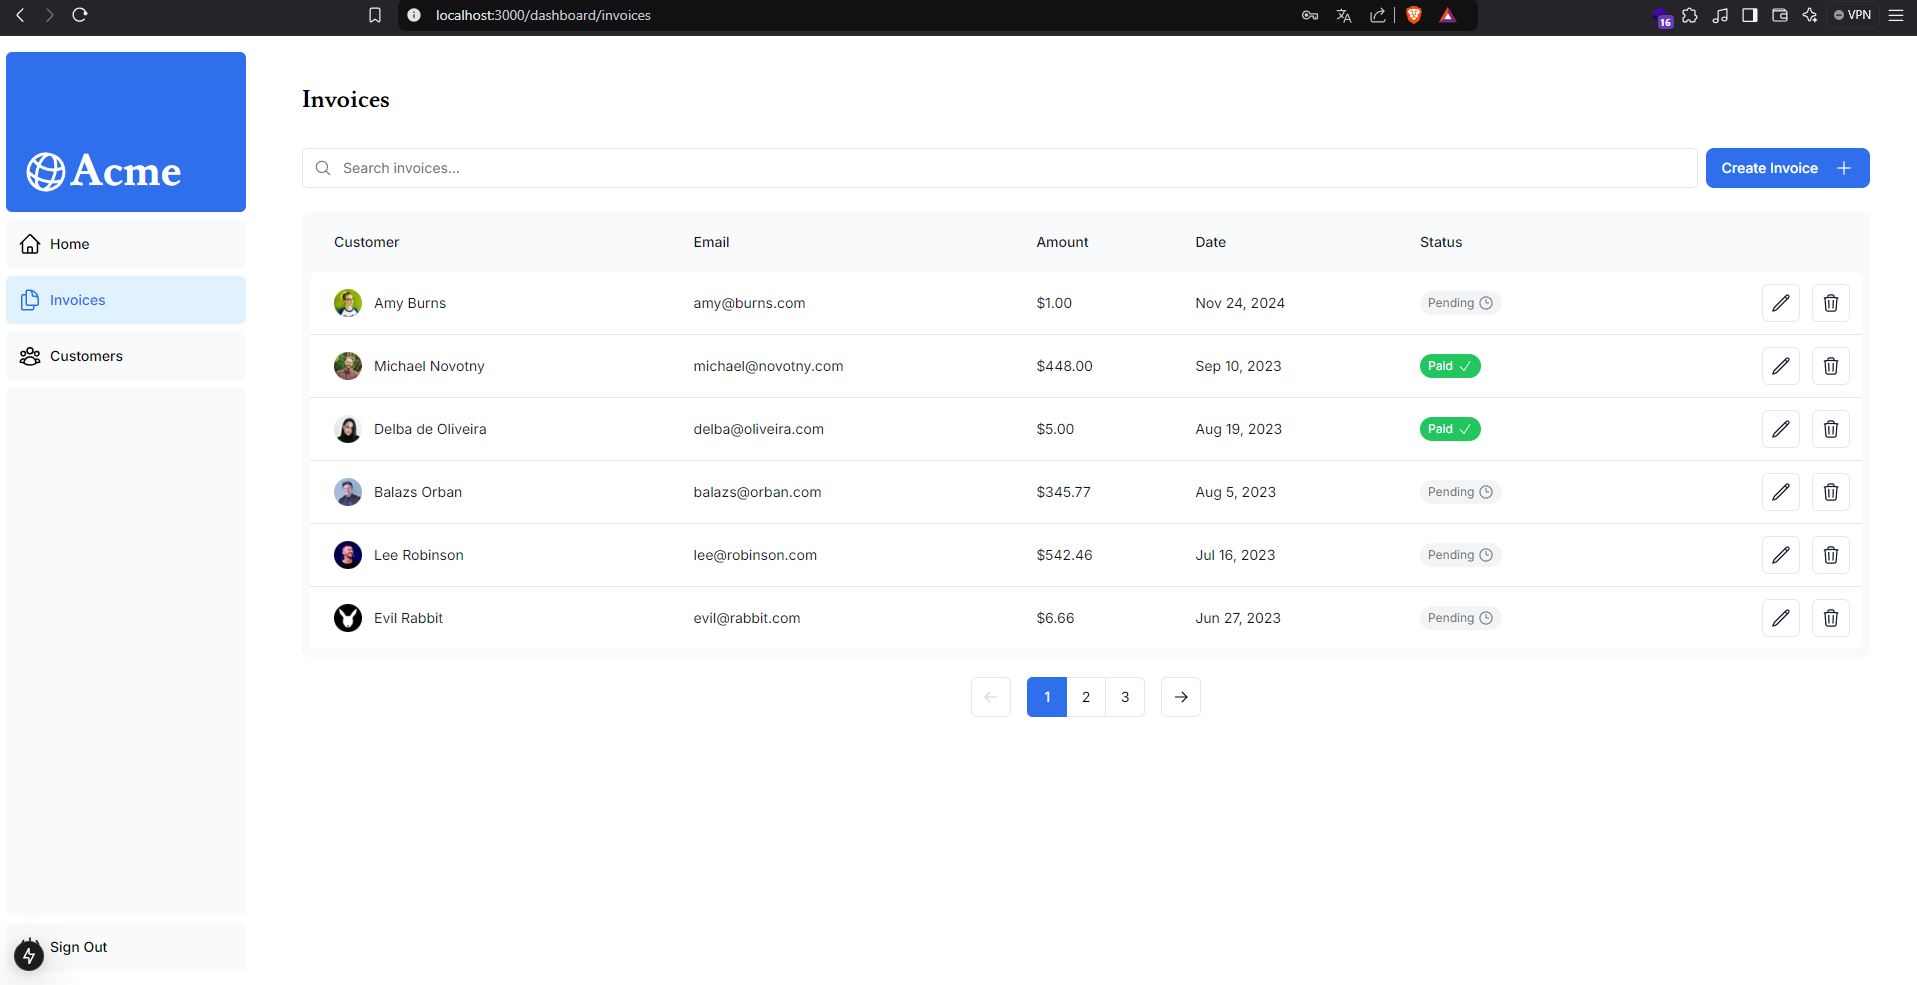 localhost:3000/dashboard/invoices
16
VPN
Acme
Home
Invoices
Customers
Sign Out
Invoices
Search invoices...
Create Invoice
Customer Email Amount Date Status
Amy Burns amy@burns.com $1.00 Nov 24, 2024 Pending
Michael Novotny michael@novotny.com $448.00 Sep 10, 2023 Paid
Delba de Oliveira delba@oliveira.com $5.00 Aug 19, 2023 Paid
Balazs Orban balazs@orban.com $345.77 Aug 5, 2023 Pending
Lee Robinson lee@robinson.com $542.46 Jul 16, 2023 Pending
Evil Rabbit evil@rabbit.com $6.66 Jun 27, 2023 Pending
1 2 3